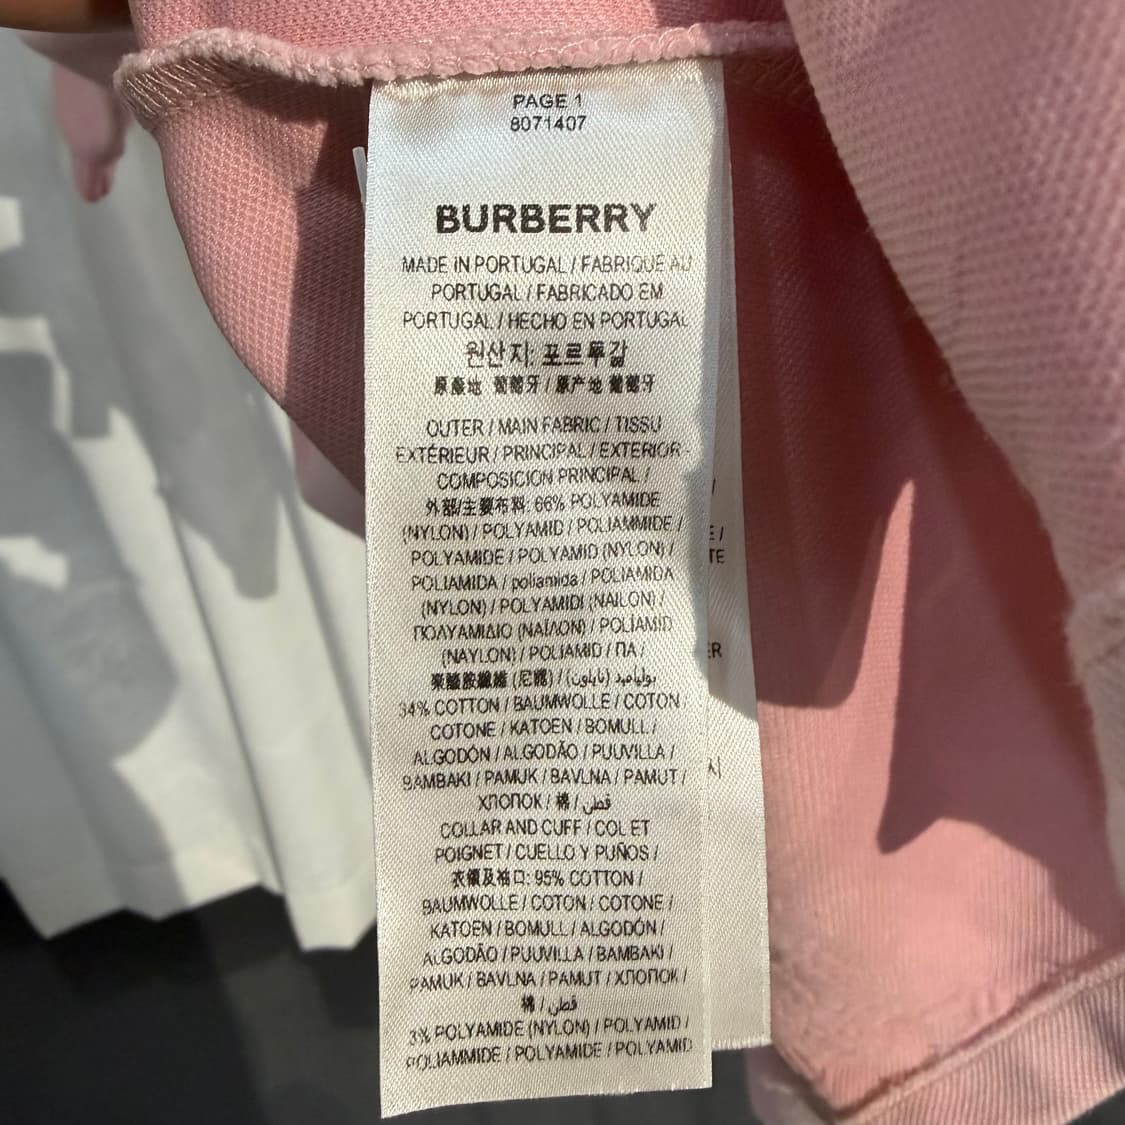 PAGE 1
8071407
BURBERRY
MADE IN PORTUGAL / FABRIQUE AU
PORTUGAL / FABRICADO EM
PORTUGAL / HECHO EN PORTUGAL
원산지: 포르투갈
原產地 葡萄牙 / 原产地 葡萄牙
OUTER / MAIN FABRIC / TISSU
EXTÉRIEUR / PRINCIPAL / EXTERIOR -
COMPOSICION PRINCIPAL /
外部/主要布料: 66% POLYAMIDE
(NYLON) / POLYAMID / POLIAMMIDE /
POLYAMIDE / POLYAMID (NYLON) /
POLIAMIDA / poliamida / POLIAMIDA
(NYLON) / POLYAMIDI (NAILON) /
ΠΟΛΥΑΜΙΔΙΟ (ΝΑΪΛΟΝ) / POLİAMİD
(NAYLON) / POLIAMID / ПА /
聚醯胺纖維 (尼龍) / بولياميد (نايلون)
34% COTTON / BAUMWOLLE / COTON /
COTONE / KATOEN / BOMULL /
ALGODÓN / ALGODÃO / PUUVILLA /
BAMBAKI / PAMUK / BAVLNA / PAMUT /
ХЛОПОК / 棉 / قطن
COLLAR AND CUFF / COL ET
POIGNET / CUELLO Y PUÑOS /
衣領及袖口: 95% COTTON /
BAUMWOLLE / COTON / COTONE /
KATOEN / BOMULL / ALGODÓN /
ALGODÃO / PUUVILLA / BAMBAKI /
PAMUK / BAVLNA / PAMUT / ХЛОПОК /
棉 / قطن
3% POLYAMIDE (NYLON) / POLYAMID /
POLIAMMIDE / POLYAMIDE / POLYAMID